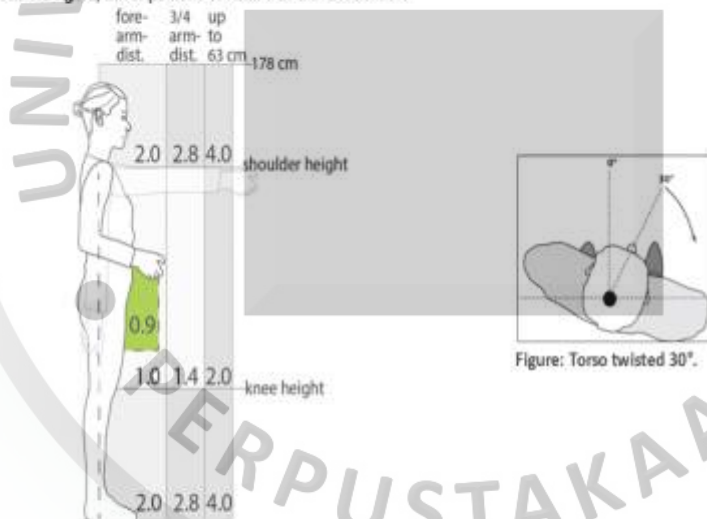 fore- 3/4 up
arm- arm- to
dist. dist. 63 cm
178 cm
2.0 2.8 4.0
shoulder height
0°
30°
0.9
Figure: Torso twisted 30°.
1.0 1.4 2.0
knee height
2.0 2.8 4.0
UNI
PERPUSTAKAA